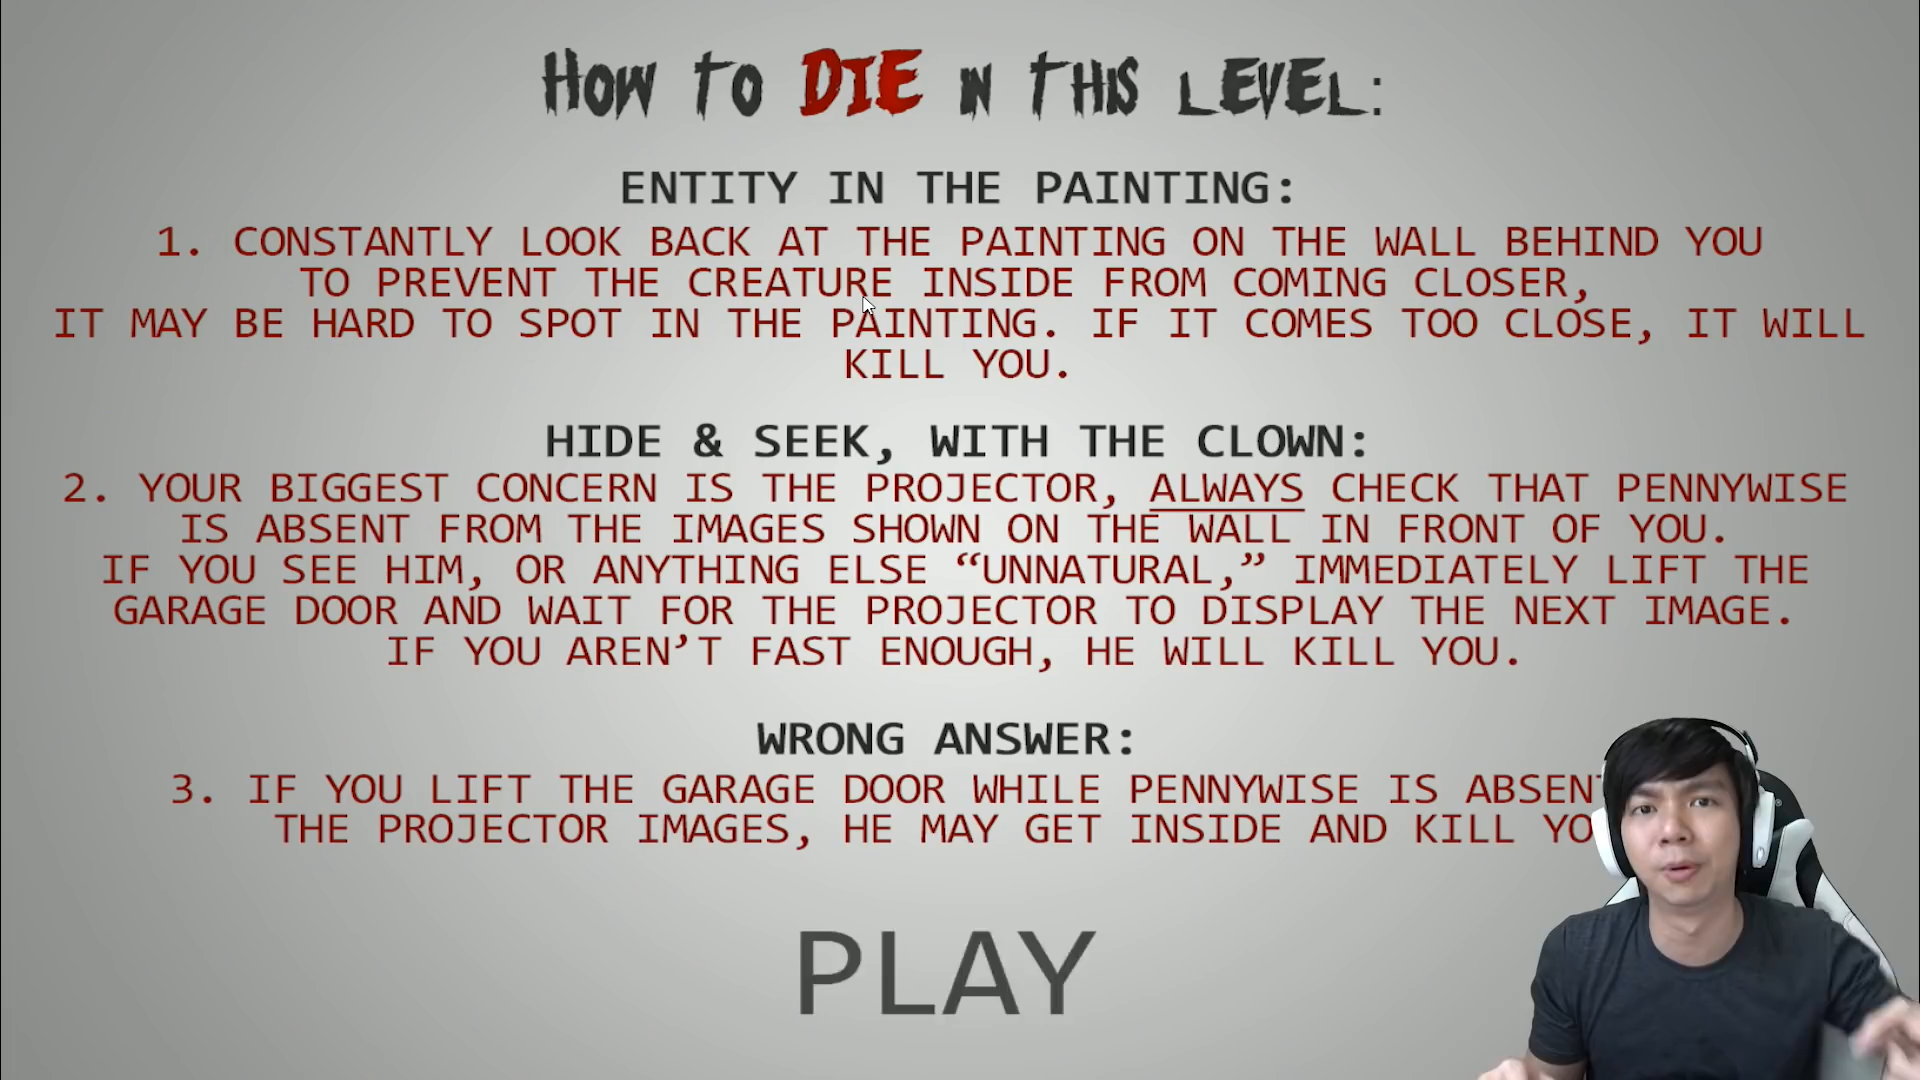 HOW TO DIE IN THIS LEVEL:
ENTITY IN THE PAINTING:
1. CONSTANTLY LOOK BACK AT THE PAINTING ON THE WALL BEHIND YOU
TO PREVENT THE CREATURE INSIDE FROM COMING CLOSER,
IT MAY BE HARD TO SPOT IN THE PAINTING. IF IT COMES TOO CLOSE, IT WILL
KILL YOU.
HIDE & SEEK, WITH THE CLOWN:
2. YOUR BIGGEST CONCERN IS THE PROJECTOR, ALWAYS CHECK THAT PENNYWISE
IS ABSENT FROM THE IMAGES SHOWN ON THE WALL IN FRONT OF YOU.
IF YOU SEE HIM, OR ANYTHING ELSE “UNNATURAL,” IMMEDIATELY LIFT THE
GARAGE DOOR AND WAIT FOR THE PROJECTOR TO DISPLAY THE NEXT IMAGE.
IF YOU AREN’T FAST ENOUGH, HE WILL KILL YOU.
WRONG ANSWER:
3. IF YOU LIFT THE GARAGE DOOR WHILE PENNYWISE IS ABSEN
THE PROJECTOR IMAGES, HE MAY GET INSIDE AND KILL YO
PLAY